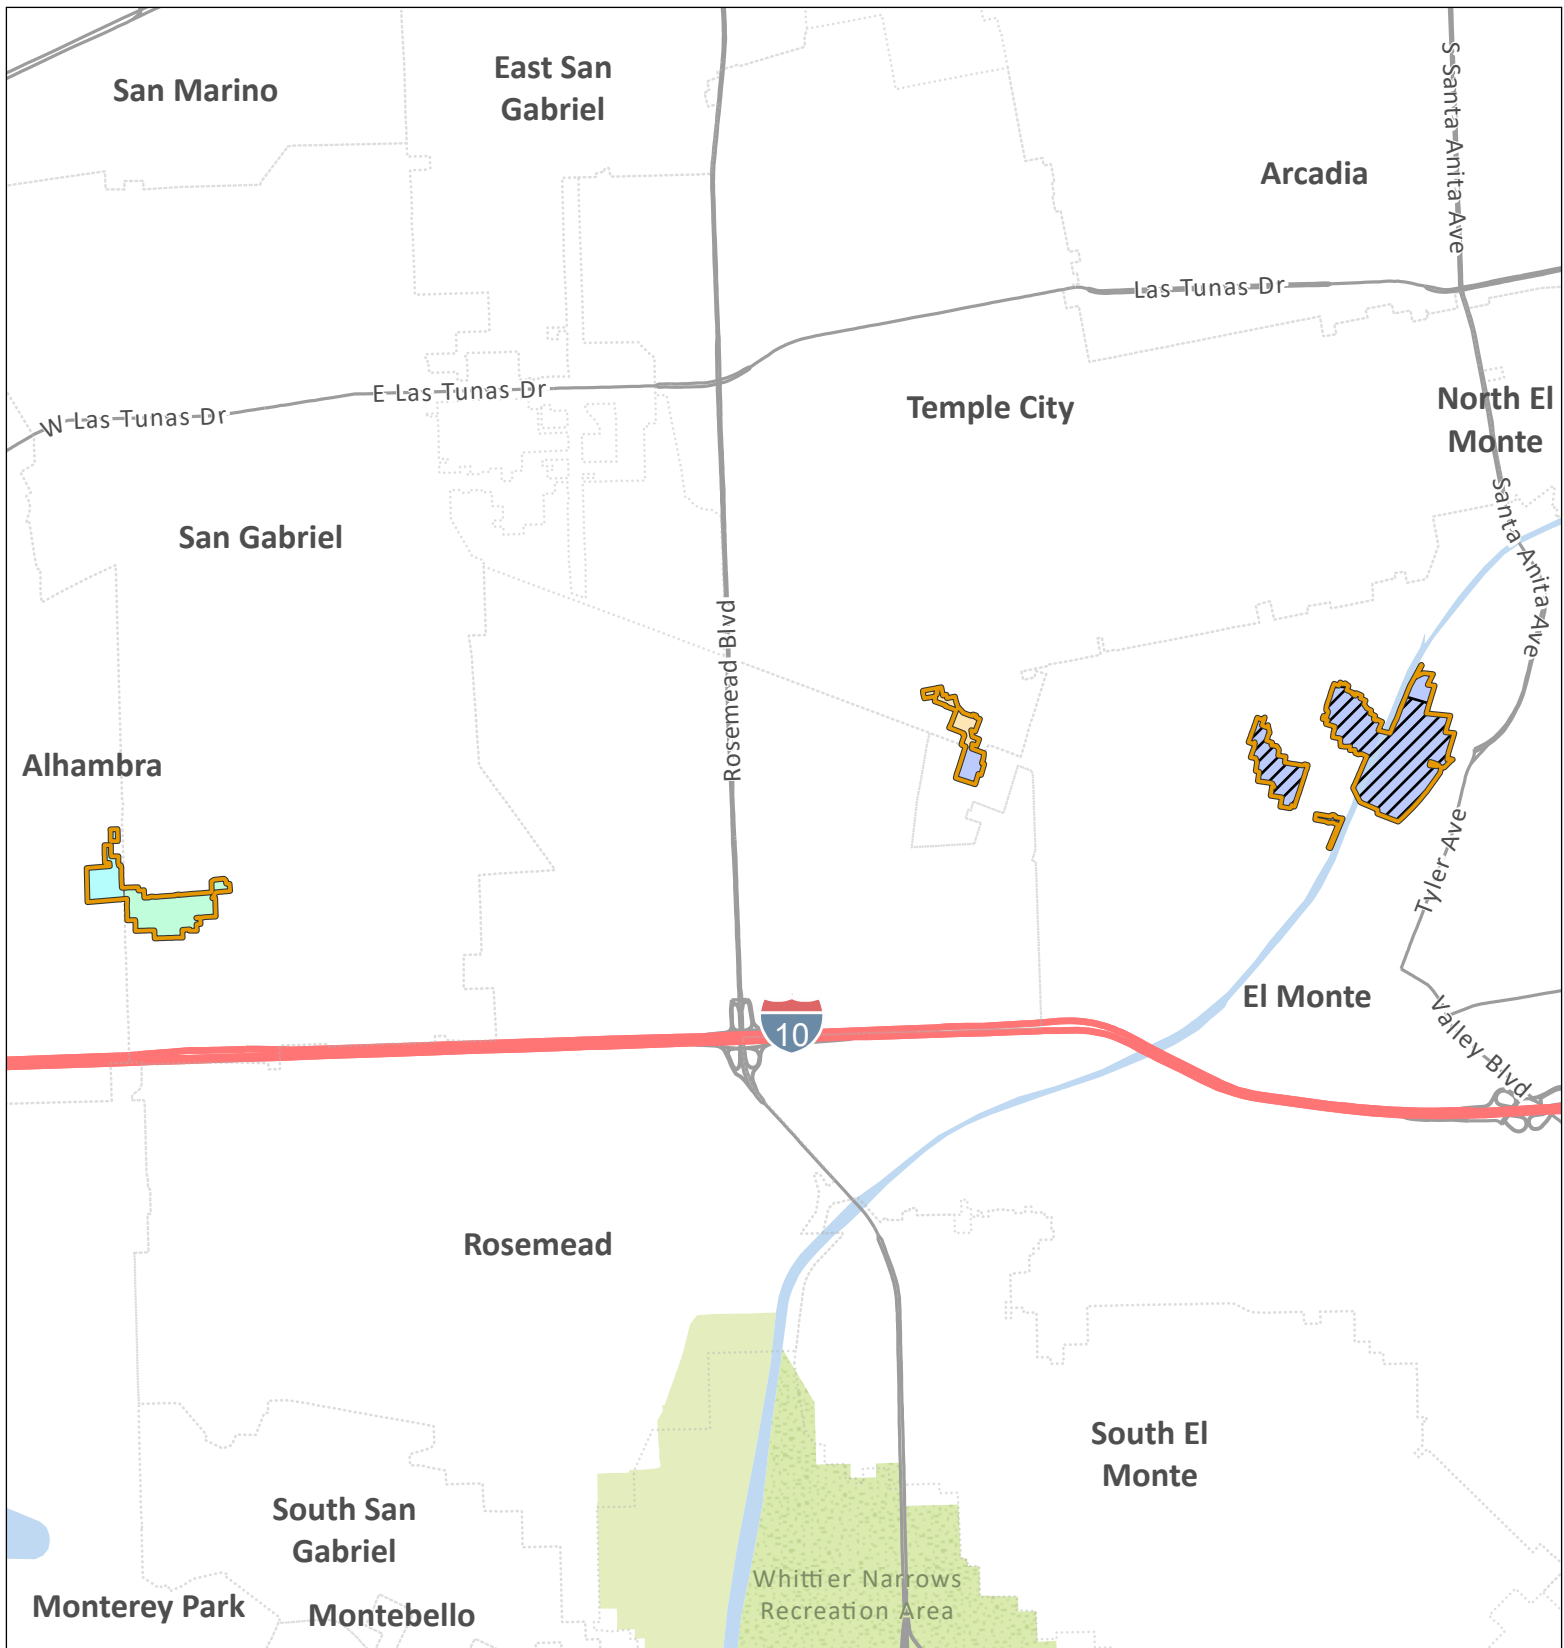 San Marino
East San
Gabriel
S Santa Anita Ave
Arcadia
Las Tunas Dr
E Las Tunas Dr
W Las Tunas Dr
Temple City
North El
Monte
San Gabriel
Santa Anita Ave
Rosemead Blvd
Alhambra
Tyler Ave
El Monte
Valley Blvd
10
Rosemead
South El
Monte
South San
Gabriel
Whittier Narrows
Recreation Area
Monterey Park
Montebello